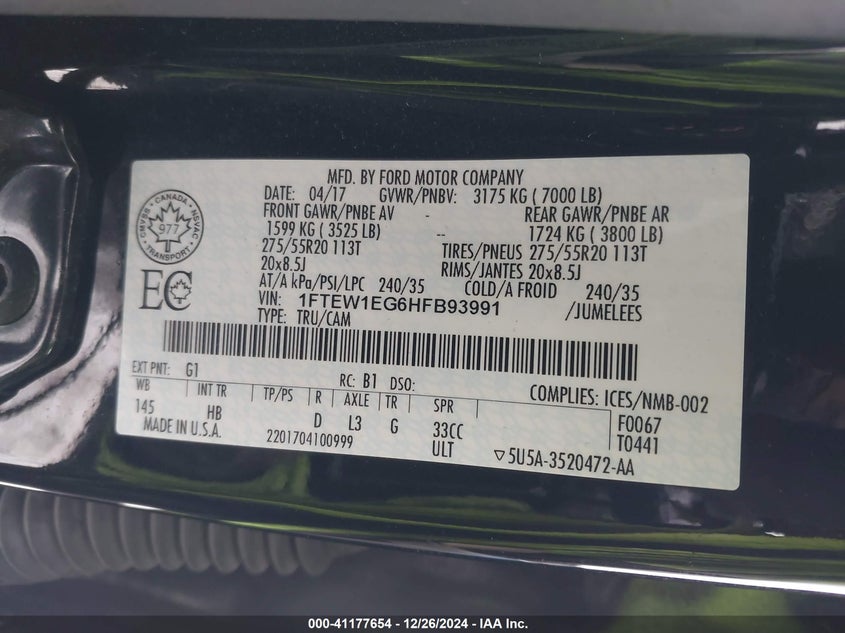 MFD. BY FORD MOTOR COMPANY
DATE: 04/17 GVWR/PNBV: 3175 KG ( 7000 LB)
FRONT GAWR/PNBE AV - REAR GAWR/PNBE AR
1599 KG ( 3525 LB) -- 1724 KG ( 3800 LB)
275/55R20 113T TIRES/PNEUS 275/55R20 113T
20x8.5J RIMS/JANTES 20x8.5J
AT/A kPa/PSI/LPC 240/35 COLD/A FROID 240/35
VIN: 1FTEW1EG6HFB93991 /JUMELEES
TYPE: TRU/CAM
CANADA
CMVSS NSVAC
977
TRANSPORT
EC
EXT PNT: G1 RC: B1 DSO: COMPLIES: ICES/NMB-002
WB INT TR TP/PS R AXLE TR SPR F0067
145 HB D L3 G 33CC T0441
MADE IN U.S.A. 2201704100999 ULT ▽5U5A-3520472-AA
000-41177654 - 12/26/2024 - IAA Inc.